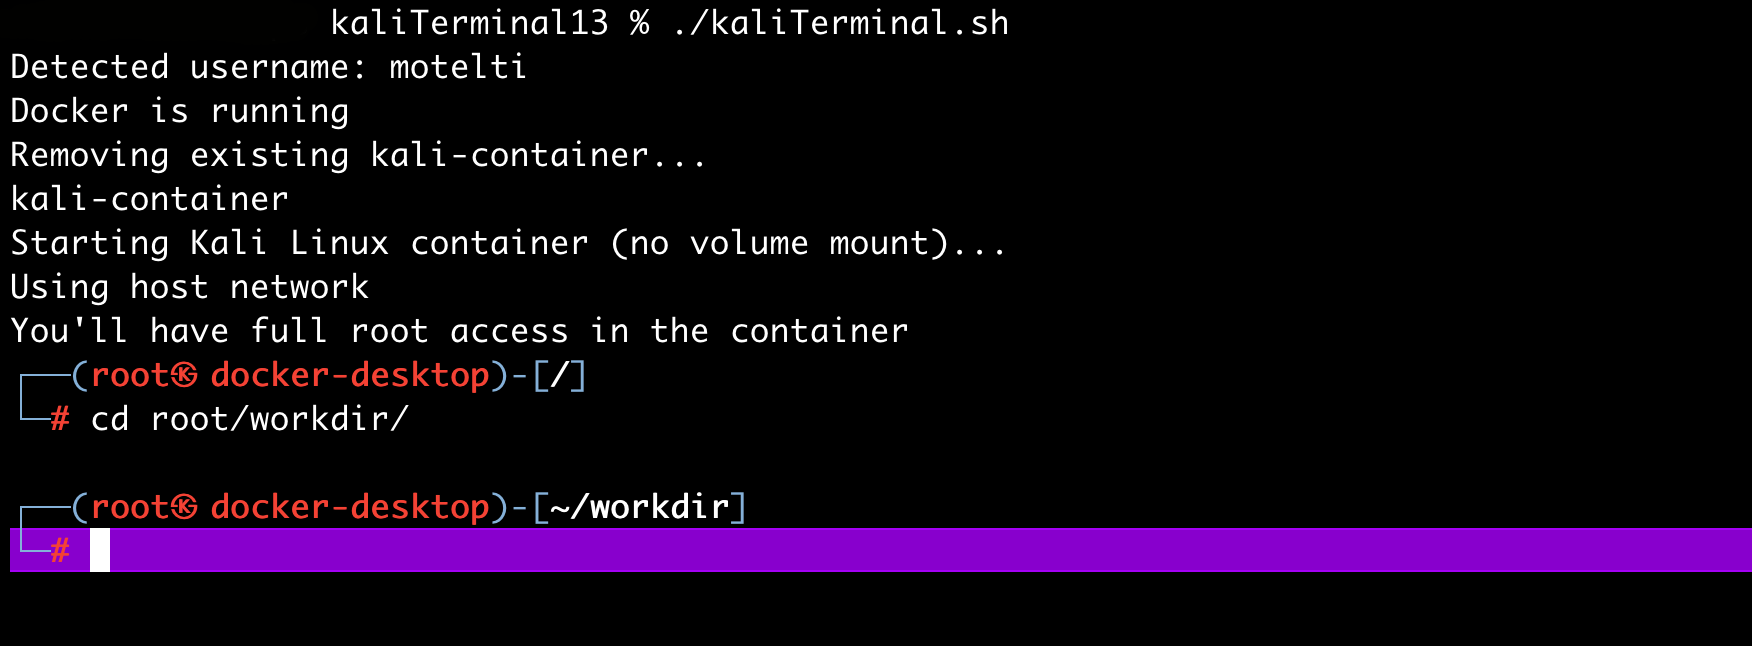 kaliTerminal13 % ./kaliTerminal.sh
Detected username: motelti
Docker is running
Removing existing kali-container...
kali-container
Starting Kali Linux container (no volume mount)...
Using host network
You'll have full root access in the container
┌──(root㉿docker-desktop)-[/]
└─# cd root/workdir/
┌──(root㉿docker-desktop)-[~/workdir]
└─#